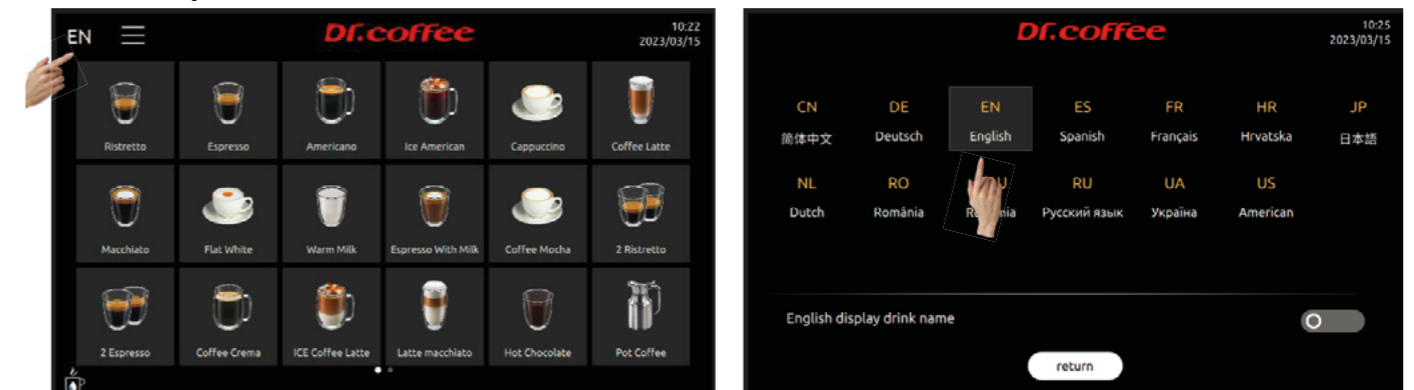 EN
Dr.coffee
10:22
2023/03/15
Ristretto
Espresso
Americano
Ice American
Cappuccino
Coffee Latte
Macchiato
Flat White
Warm Milk
Espresso With Milk
Coffee Mocha
2 Ristretto
2 Espresso
Coffee Crema
ICE Coffee Latte
Latte macchiato
Hot Chocolate
Pot Coffee
Dr.coffee
10:25
2023/03/15
CN
DE
EN
ES
FR
HR
JP
简体中文
Deutsch
English
Spanish
Français
Hrvatska
日本語
NL
RO
RU
UA
US
Dutch
România
Русский язык
Україна
American
English display drink name
return